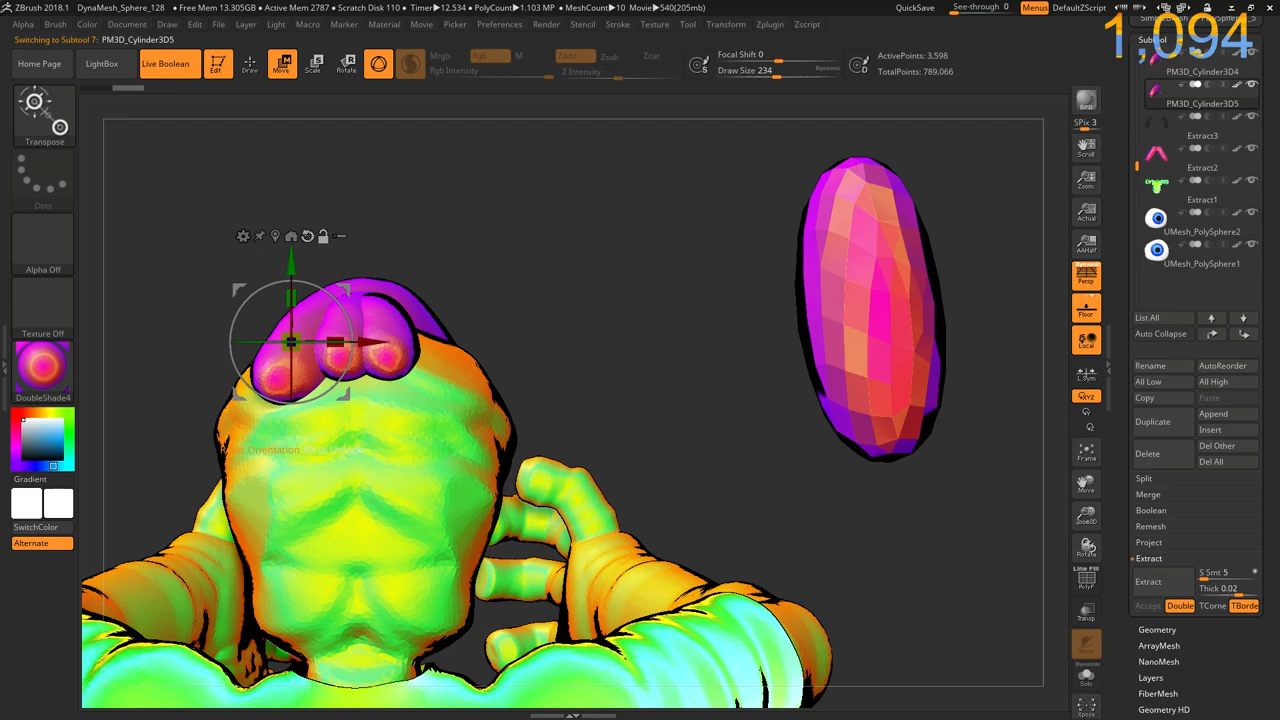 ZBrush 2018.1 DynaMesh_Sphere_128 • Free Mem 13.305GB • Active Mem 2787 • Scratch Disk 110 • Timer▶12.534 • PolyCount▶1.103 MP • MeshCount▶10 Movie▶540(205mb) QuickSave See-through 0 Menus DefaultZScript
Alpha Brush Color Document Draw Edit File Layer Light Macro Marker Material Movie Picker Preferences Render Stencil Stroke Texture Tool Transform Zplugin Zscript
1,094
Switching to Subtool 7: PM3D_Cylinder3D5
Subtool
Home Page LightBox Live Boolean Edit Draw Move Scale Rotate
Mrgb Rgb M Zadd Zsub Zcut
Rgb Intensity Z Intensity
Focal Shift 0
Draw Size 234 Dynamic
ActivePoints: 3,598
TotalPoints: 789,066
Transpose
Dots
Alpha Off
Texture Off
DoubleShade4
Gradient
SwitchColor
Alternate
BPR
SPix 3
Scroll
Zoom
Actual
AAHalf
Dynamic
Persp
Floor
Local
L.Sym
XYZ
Frame
Move
Zoom3D
Rotate
Line Fill
PolyF
Transp
Dynamic
Solo
Xpose
PM3D_Cylinder3D4
PM3D_Cylinder3D5
Extract3
Extract2
Extract1
UMesh_PolySphere2
UMesh_PolySphere1
List All
Auto Collapse
Rename AutoReorder
All Low All High
Copy Paste
Duplicate Append
Insert
Delete Del Other
Del All
Split
Merge
Boolean
Remesh
Project
Extract
Extract S Smt 5
Thick 0.02
Accept Double TCorne TBorde
Geometry
ArrayMesh
NanoMesh
Layers
FiberMesh
Geometry HD